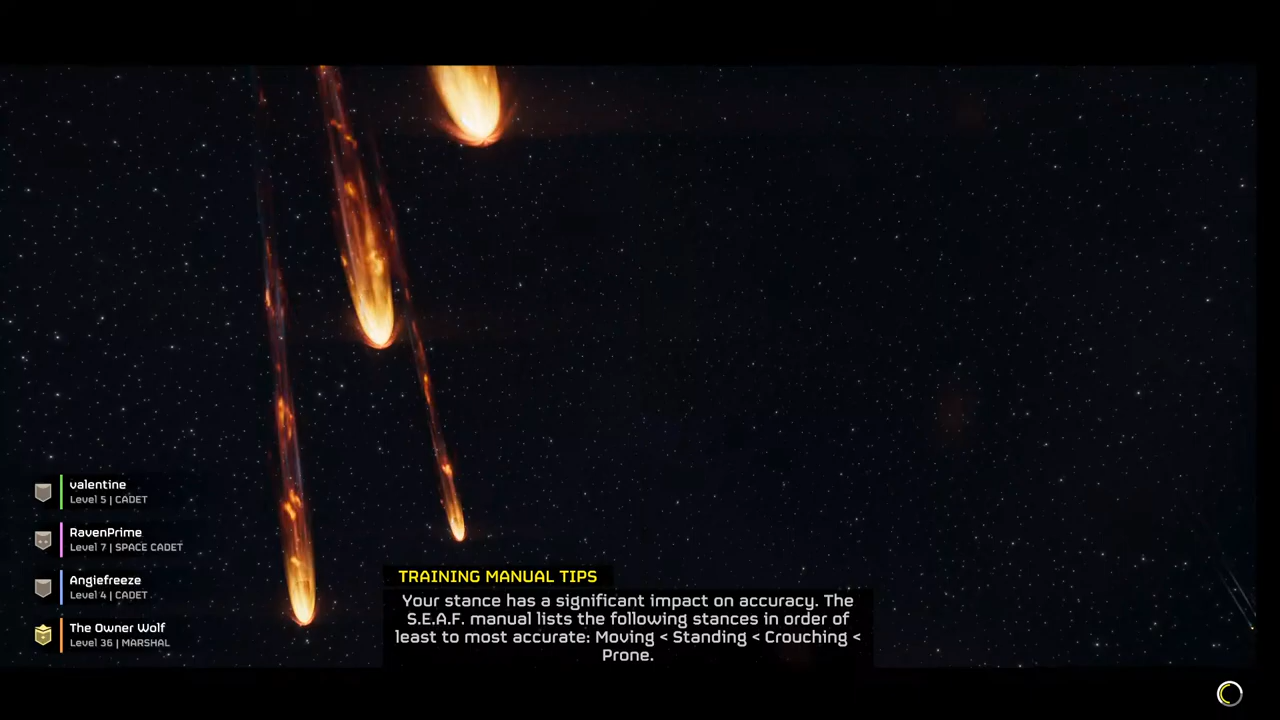 valentine
Level 5 | CADET
RavenPrime
Level 7 | SPACE CADET
Angiefreeze
Level 4 | CADET
The Owner Wolf
Level 36 | MARSHAL
TRAINING MANUAL TIPS
Your stance has a significant impact on accuracy. The
S.E.A.F. manual lists the following stances in order of
least to most accurate: Moving < Standing < Crouching <
Prone.